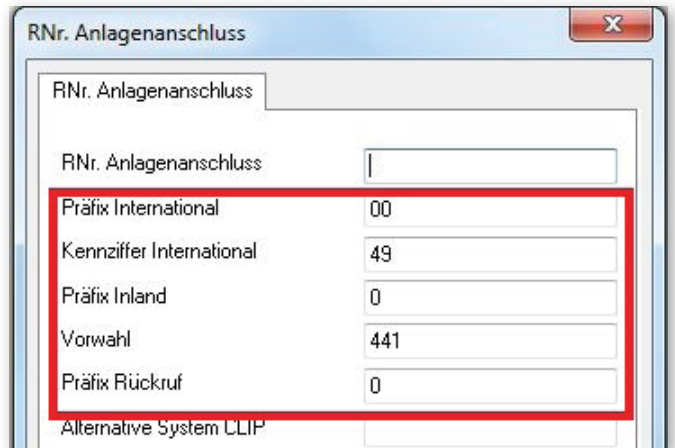 RNr. Anlagenanschluss
RNr. Anlagenanschluss
RNr. Anlagenanschluss
Präfix International 00
Kennziffer International 49
Präfix Inland 0
Vorwahl 441
Präfix Rückruf 0
Alternative System CLIP